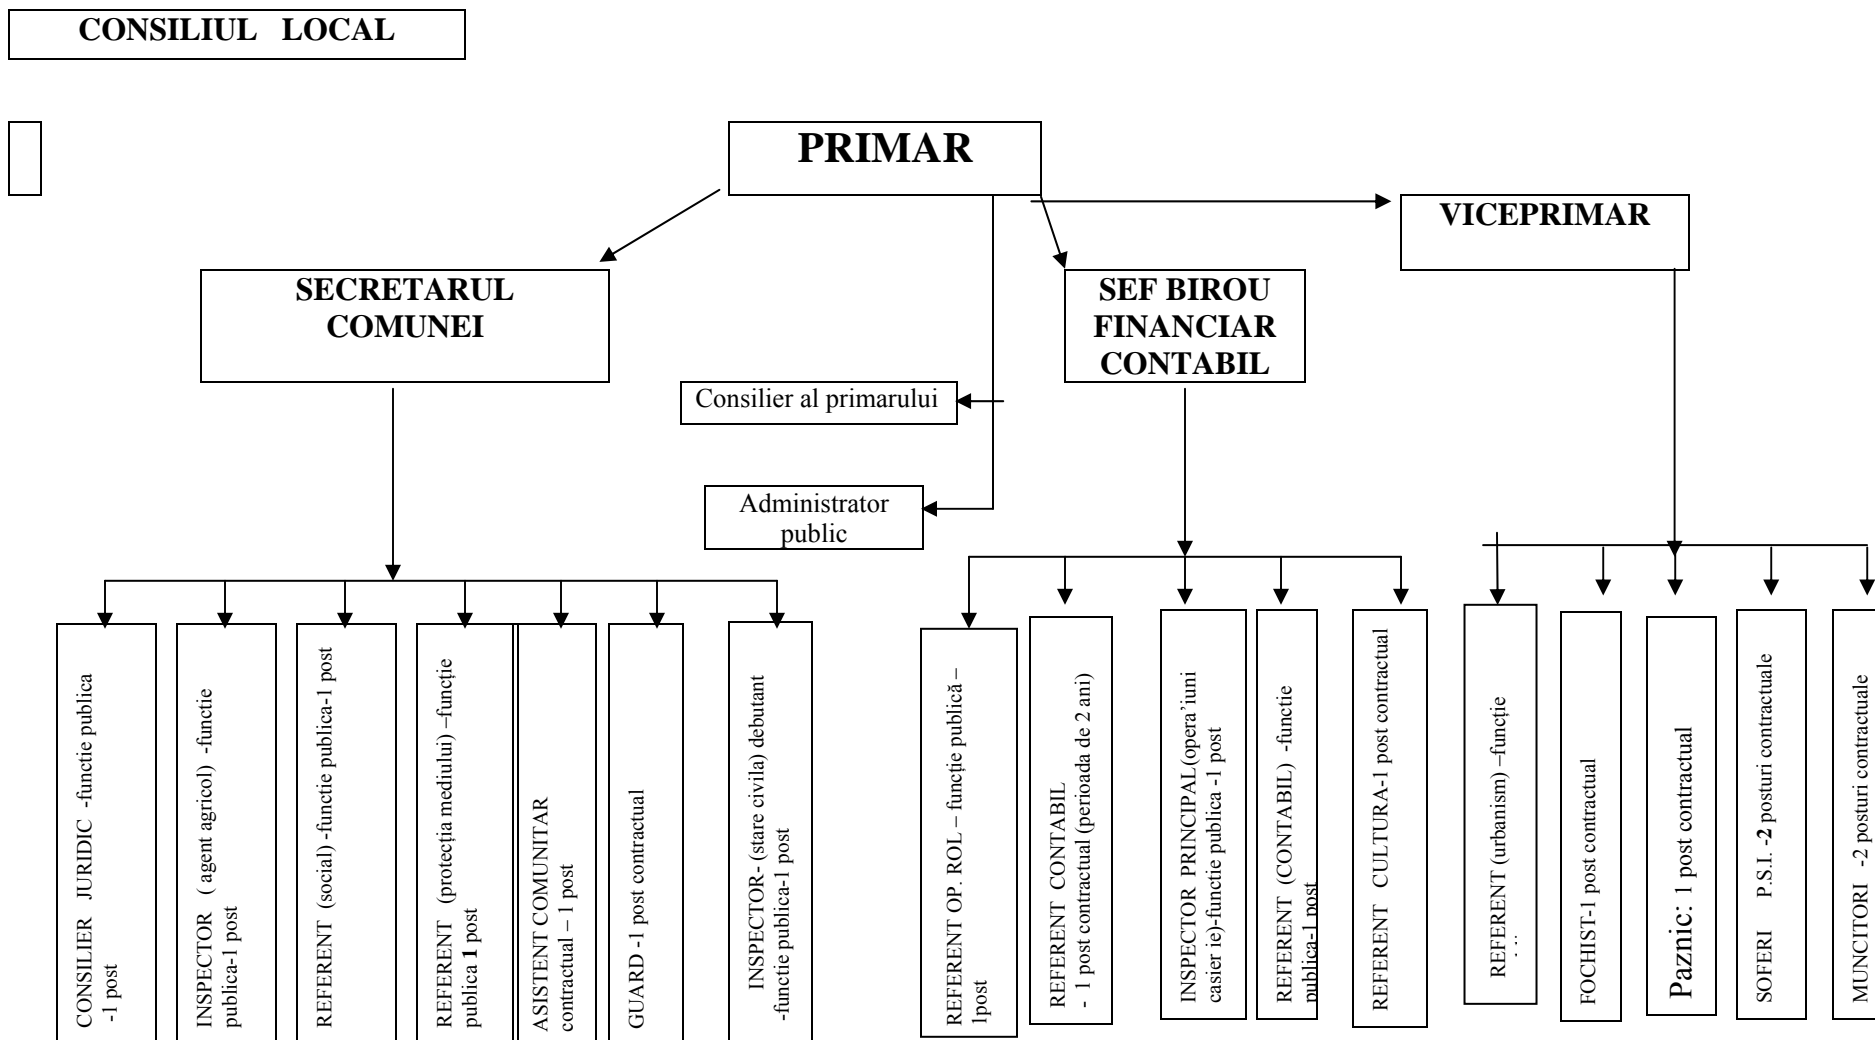 CONSILIUL LOCAL
PRIMAR
VICEPRIMAR
SECRETARUL
COMUNEI
SEF BIROU
FINANCIAR
CONTABIL
Consilier al primarului
Administrator
public
CONSILIER JURIDIC -functie publica
-1 post
INSPECTOR ( agent agricol) -functie
publica-1 post
REFERENT (social) -functie publica-1 post
REFERENT (protecția mediului) –funcție
publica 1 post
ASISTENT COMUNITAR
contractual – 1 post
GUARD -1 post contractual
INSPECTOR- (stare civila) debutant
-functie publica-1 post
REFERENT OP. ROL – funcție publică –
1post
REFERENT CONTABIL
- 1 post contractual (perioada de 2 ani)
INSPECTOR PRINCIPAL(opera'iuni
casier ie)-functie publica -1 post
REFERENT (CONTABIL) -functie
publica-1 post
REFERENT CULTURA-1 post contractual
REFERENT (urbanism) –funcție
FOCHIST-1 post contractual
Paznic: 1 post contractual
SOFERI P.S.I. -2 posturi contractuale
MUNCITORI -2 posturi contractuale